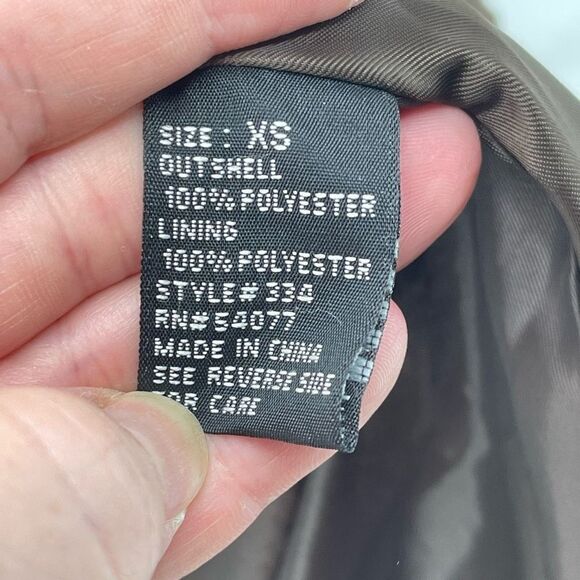 SIZE : XS
OUTSHELL
100% POLYESTER
LINING
100% POLYESTER
STYLE# 334
RN# 54077
MADE IN CHINA
SEE REVERSE SIDE
FOR CARE